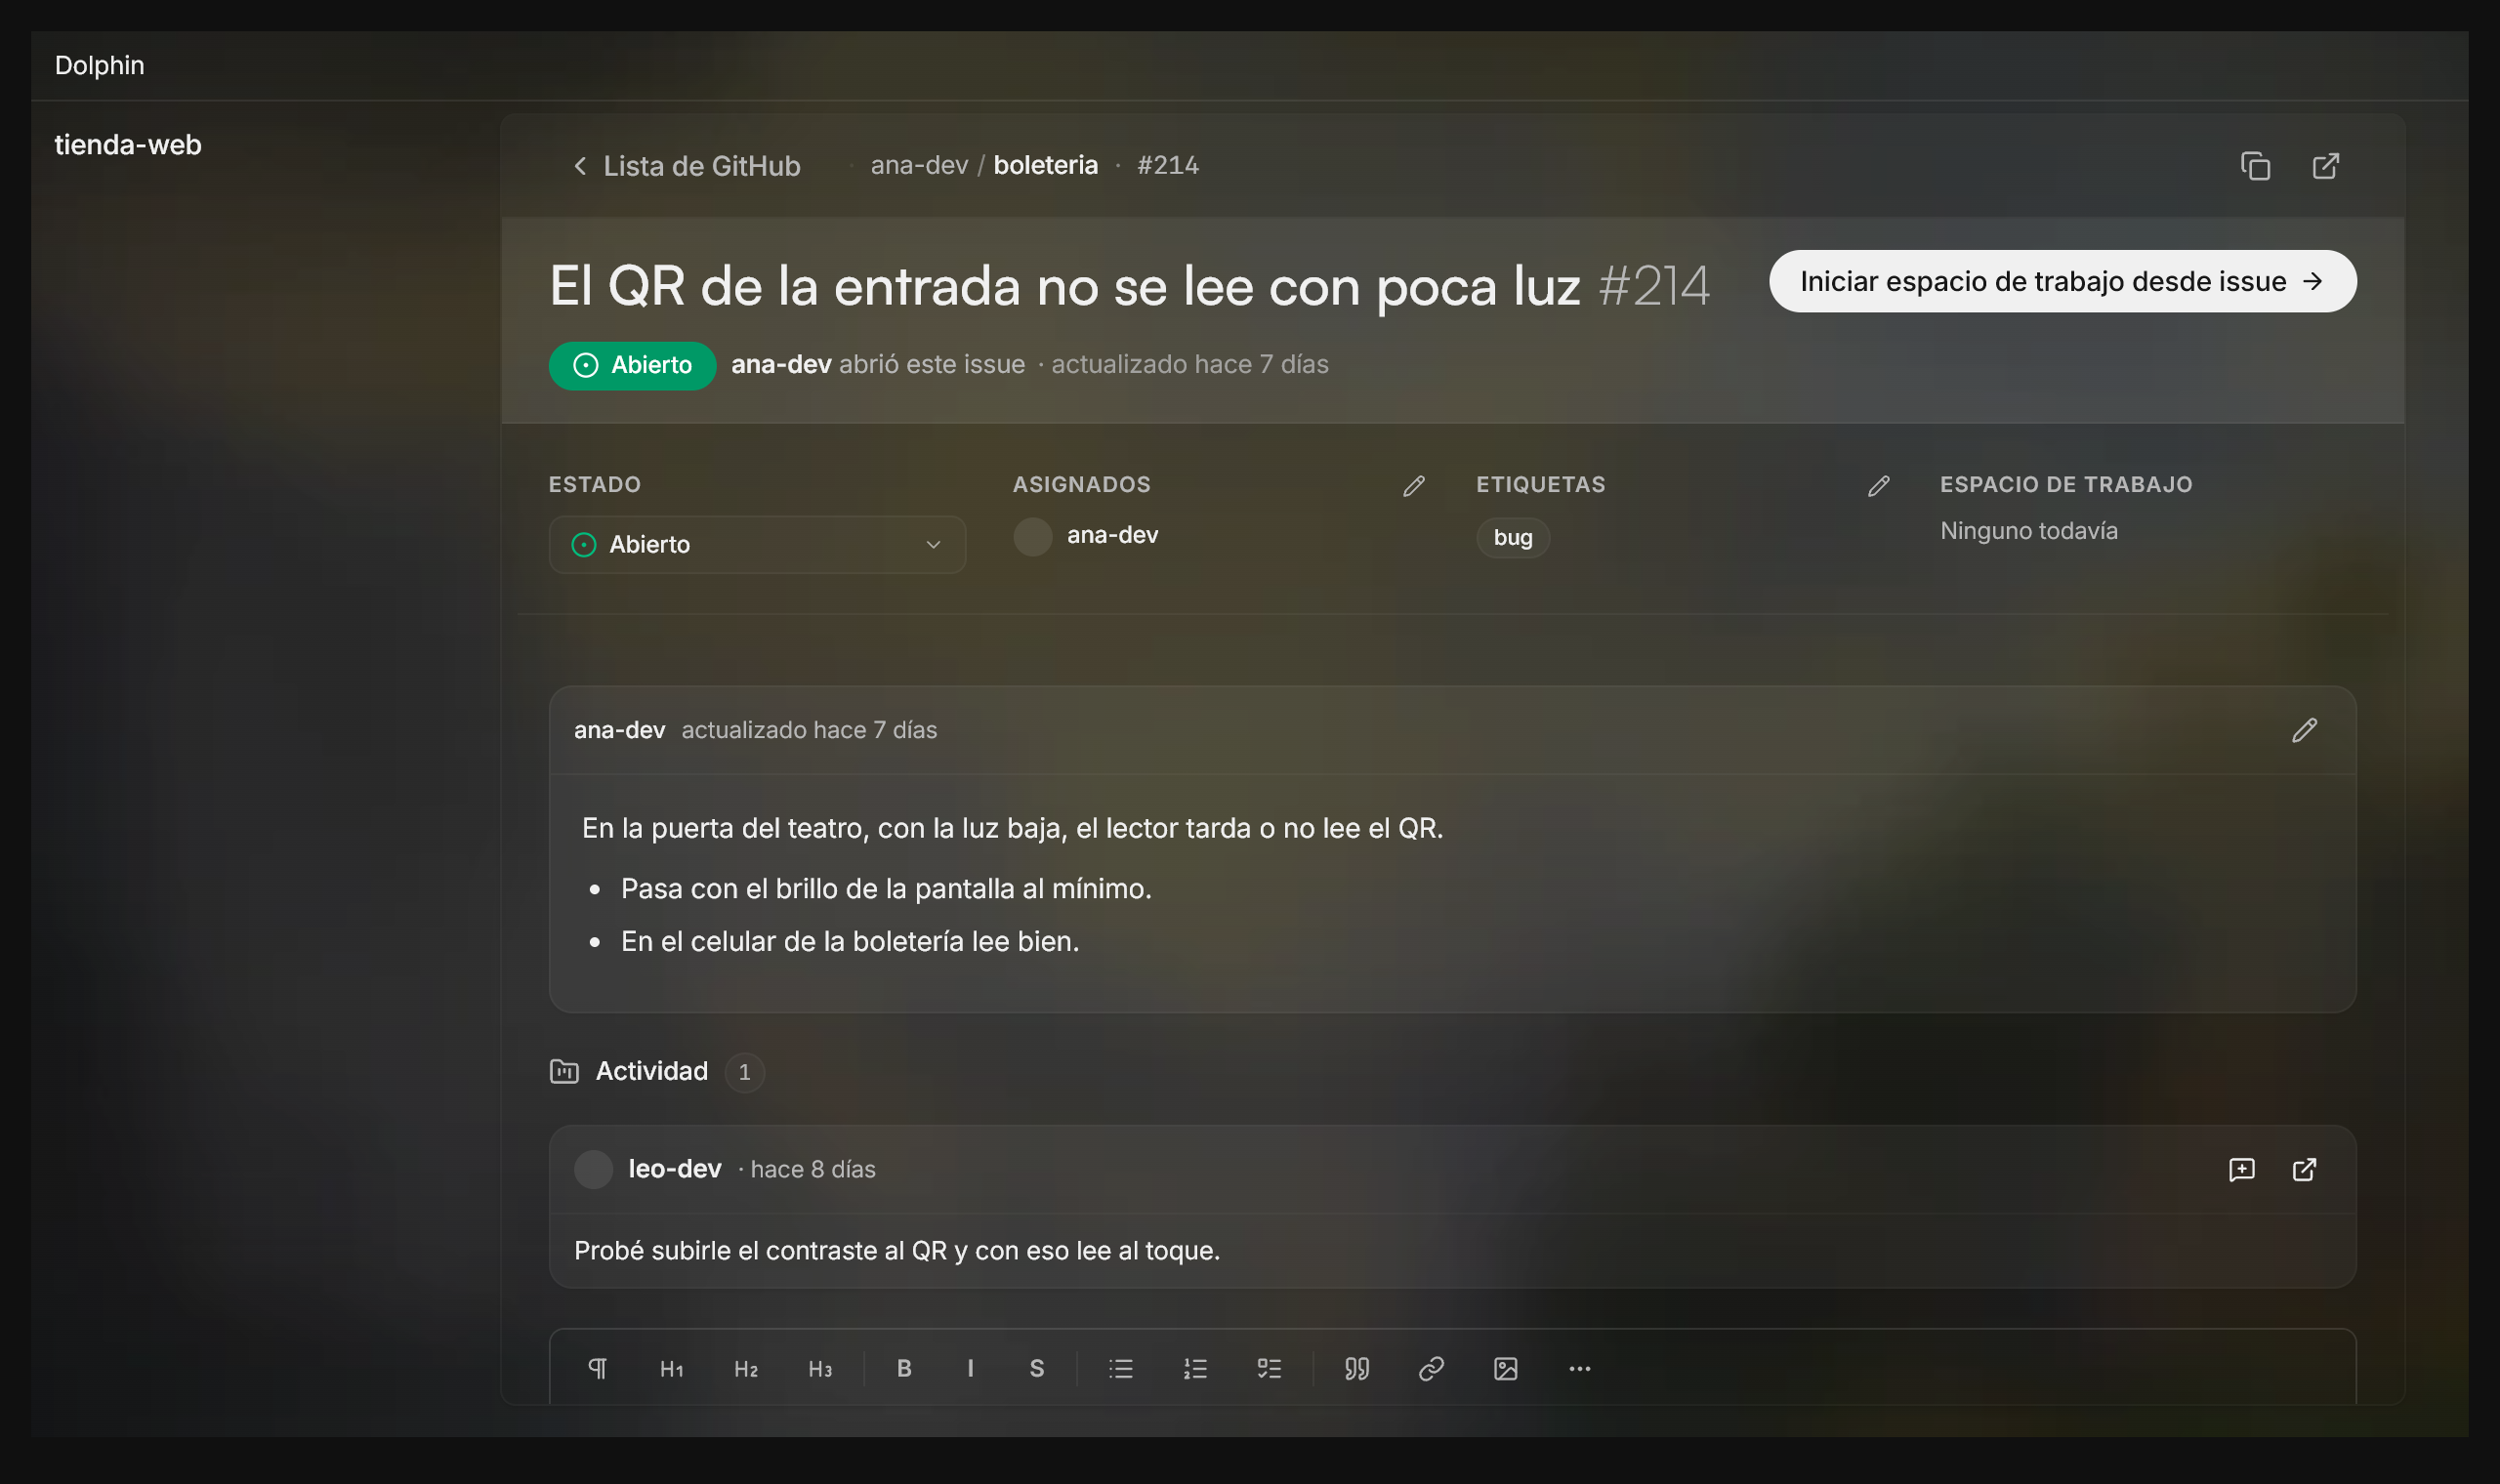 Dolphin
tienda-web
Lista de GitHub · ana-dev / boleteria · #214
El QR de la entrada no se lee con poca luz #214
Iniciar espacio de trabajo desde issue →
Abierto ana-dev abrió este issue · actualizado hace 7 días
ESTADO ASIGNADOS ETIQUETAS ESPACIO DE TRABAJO
Abierto ana-dev bug Ninguno todavía
ana-dev actualizado hace 7 días
En la puerta del teatro, con la luz baja, el lector tarda o no lee el QR.
• Pasa con el brillo de la pantalla al mínimo.
• En el celular de la boletería lee bien.
Actividad 1
leo-dev · hace 8 días
Probé subirle el contraste al QR y con eso lee al toque.
¶ H1 H2 H3 B I S ···